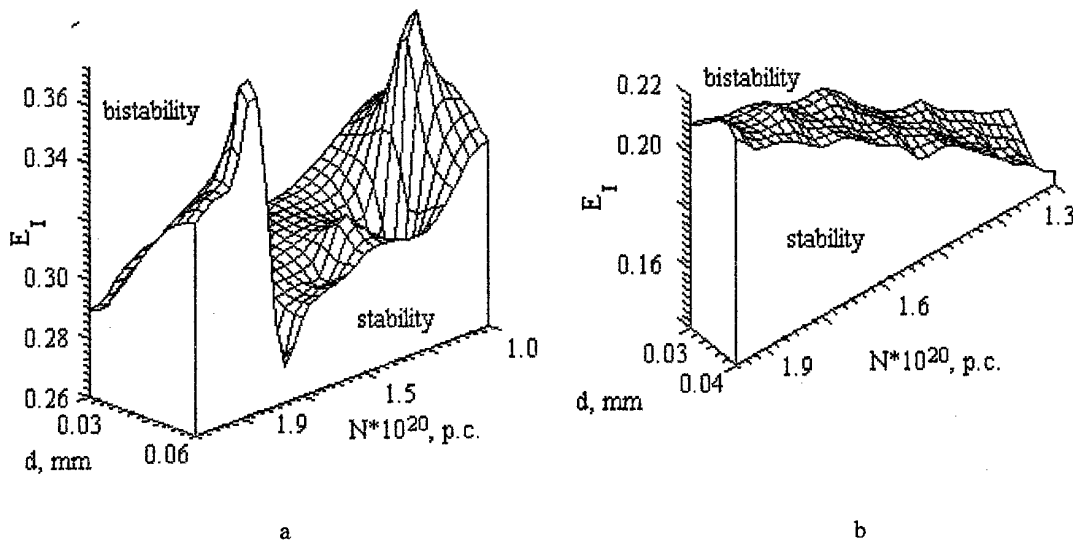 0.36
0.34
E_I
0.30
0.28
0.26
bistability
stability
0.03
0.06
d, mm
1.9
1.5
1.0
N*10^20, p.c.
a
0.22
0.20
E_I
0.16
bistability
stability
0.03
0.04
d, mm
1.9
1.6
1.3
N*10^20, p.c.
b